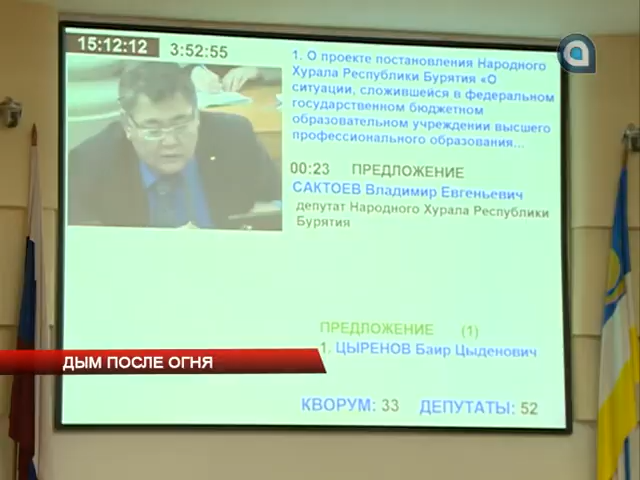 15:12:12
3:52:55
1. О проекте постановления Народного
Хурала Республики Бурятия «О
ситуации, сложившейся в федеральном
государственном бюджетном
образовательном учреждении высшего
профессионального образования...
00:23 ПРЕДЛОЖЕНИЕ
САКТОЕВ Владимир Евгеньевич
депутат Народного Хурала Республики
Бурятия
ПРЕДЛОЖЕНИЕ (1)
1. ЦЫРЕНОВ Баир Цыденович
ДЫМ ПОСЛЕ ОГНЯ
КВОРУМ: 33 ДЕПУТАТЫ: 52